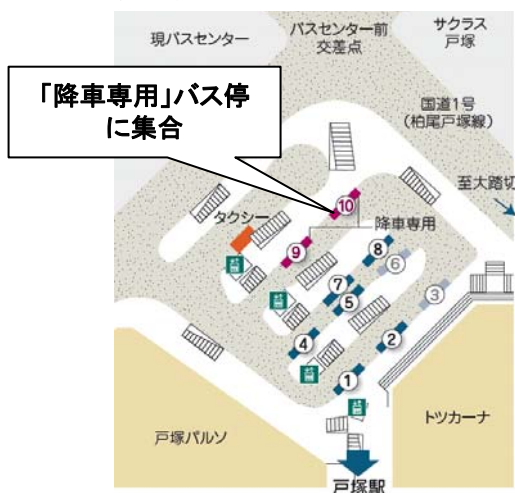 現バスセンター
バスセンター前
交差点
サクラス
戸塚
「降車専用」バス停
に集合
国道1号
(柏尾戸塚線)
至大踏切
タクシー
⑩
降車専用
⑨
⑧
⑥
⑦
⑤
③
④
②
①
戸塚パルソ
トツカーナ
戸塚駅